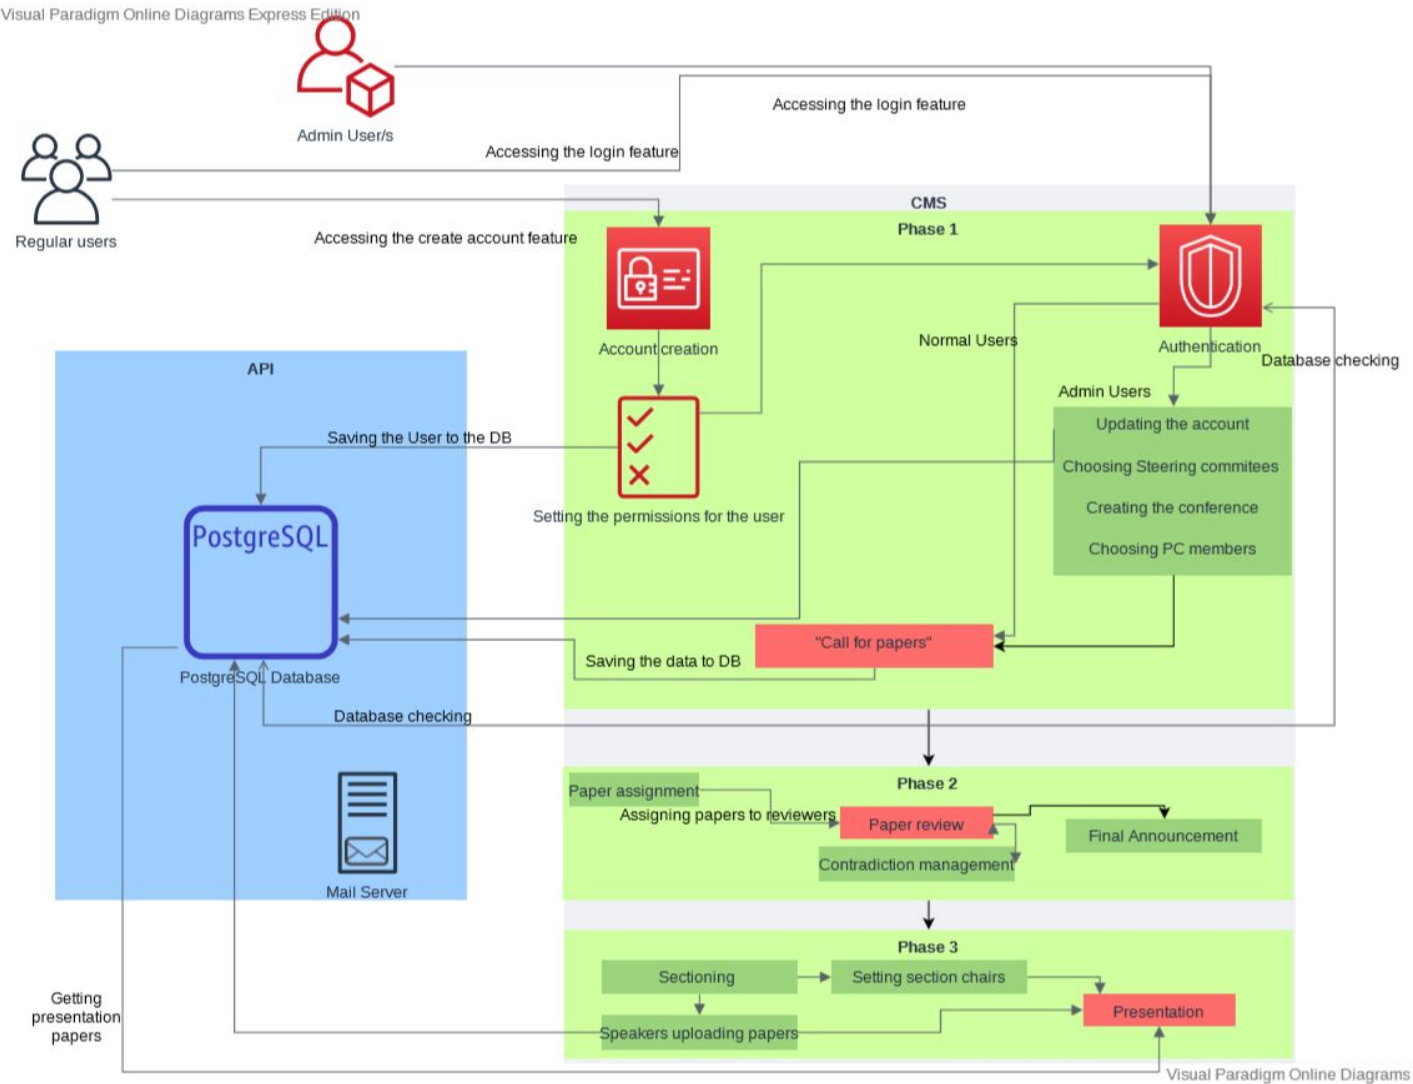 Visual Paradigm Online Diagrams Express Edition
Admin User/s
Accessing the login feature
Accessing the login feature
Regular users
Accessing the create account feature
CMS
Phase 1
Account creation
Normal Users
Authentication
Database checking
API
Admin Users
Updating the account
Choosing Steering commitees
Creating the conference
Choosing PC members
Saving the User to the DB
Setting the permissions for the user
PostgreSQL
"Call for papers"
Saving the data to DB
PostgreSQL Database
Database checking
Mail Server
Phase 2
Paper assignment
Assigning papers to reviewers
Paper review
Final Announcement
Contradiction management
Phase 3
Sectioning
Setting section chairs
Getting
presentation
papers
Speakers uploading papers
Presentation
Visual Paradigm Online Diagrams